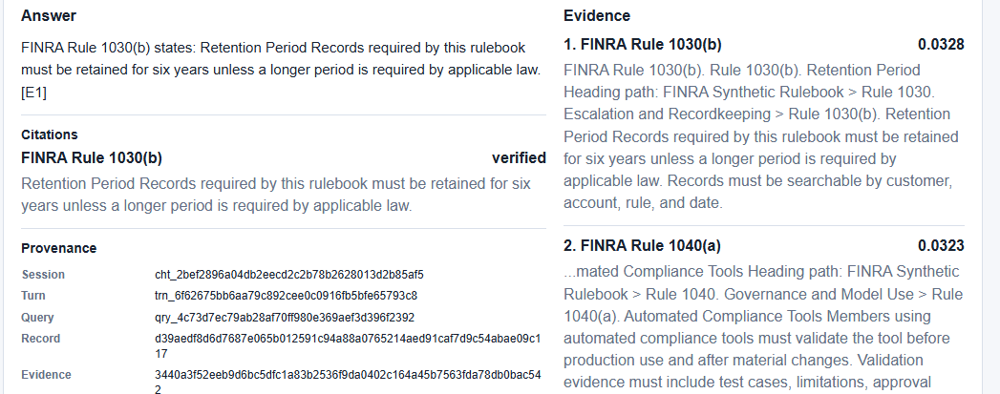 Answer
FINRA Rule 1030(b) states: Retention Period Records required by this rulebook
must be retained for six years unless a longer period is required by applicable law.
[E1]
Citations
FINRA Rule 1030(b) verified
Retention Period Records required by this rulebook must be retained for six
years unless a longer period is required by applicable law.
Provenance
Session cht_2bef2896a04db2eecd2c2b78b2628013d2b85af5
Turn trn_6f62675bb6aa79c892cee0c0916fb5bfe65793c8
Query qry_4c73d7ec79ab28af70ff980e369aef3d396f2392
Record d39aedf8d6d7687e065b012591c94a88a0765214aed91caf7d9c54abae09c1
17
Evidence 3440a3f52eeb9d6bc5dfc1a83b2536f9da0402c164a45b7563fda78db0bac54
2
Evidence
1. FINRA Rule 1030(b) 0.0328
FINRA Rule 1030(b). Rule 1030(b). Retention Period
Heading path: FINRA Synthetic Rulebook > Rule 1030.
Escalation and Recordkeeping > Rule 1030(b). Retention
Period Records required by this rulebook must be retained
for six years unless a longer period is required by
applicable law. Records must be searchable by customer,
account, rule, and date.
2. FINRA Rule 1040(a) 0.0323
...mated Compliance Tools Heading path: FINRA Synthetic
Rulebook > Rule 1040. Governance and Model Use > Rule
1040(a). Automated Compliance Tools Members using
automated compliance tools must validate the tool before
production use and after material changes. Validation
evidence must include test cases, limitations, approval